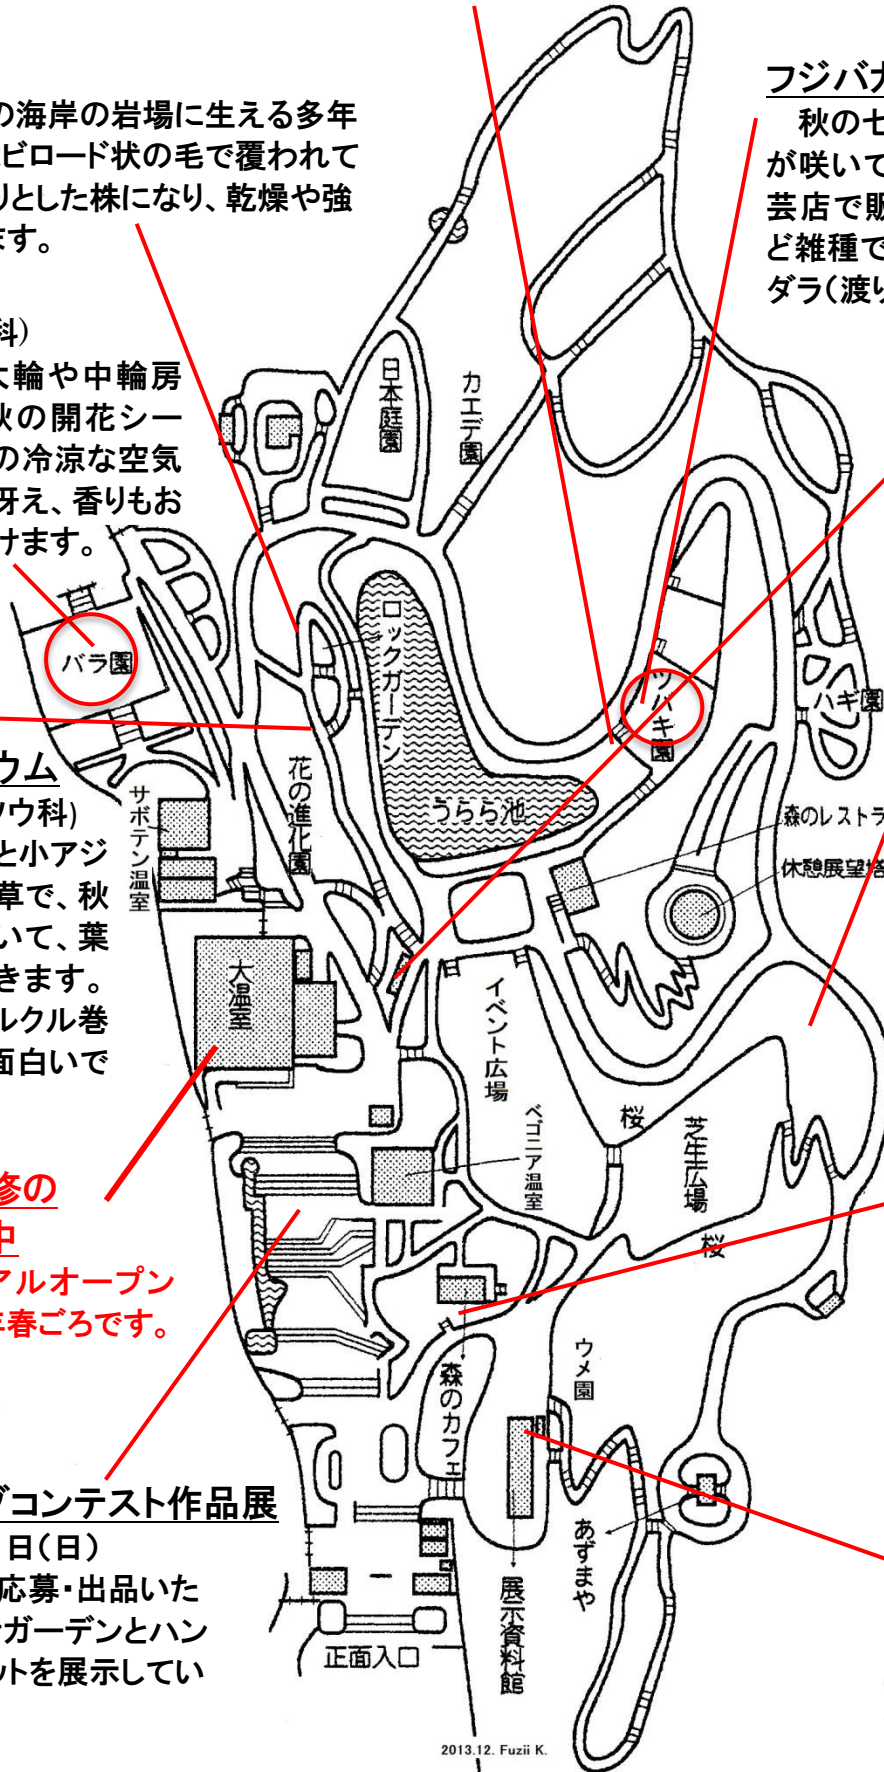 の海岸の岩場に生える多年
ビロード状の毛で覆われて
りとした株になり、乾燥や強
ます。
フジバナ
秋の七
が咲いて
芸店で販
ど雑種で
ダラ(渡り
科)
大輪や中輪房
秋の開花シー
の冷涼な空気
冴え、香りもお
けます。
日本庭園
カエデ園
ロックガーデン
バラ園
ツバキ園
ハギ園
うらら池
花の進化園
サボテン温室
森のレストラ
休憩展望塔
ウム
ソウ科)
と小アジ
草で、秋
いて、葉
きます。
ルクル巻
面白いで
大温室
イベント広場
ベゴニア温室
桜
芝生広場
桜
修の
中
アルオープン
年春ごろです。
ウメ園
森のカフェ
あずまや
展示資料館
正面入口
ブコンテスト作品展
日(日)
応募・出品いた
ガーデンとハン
ットを展示してい
2013.12. Fuzii K.